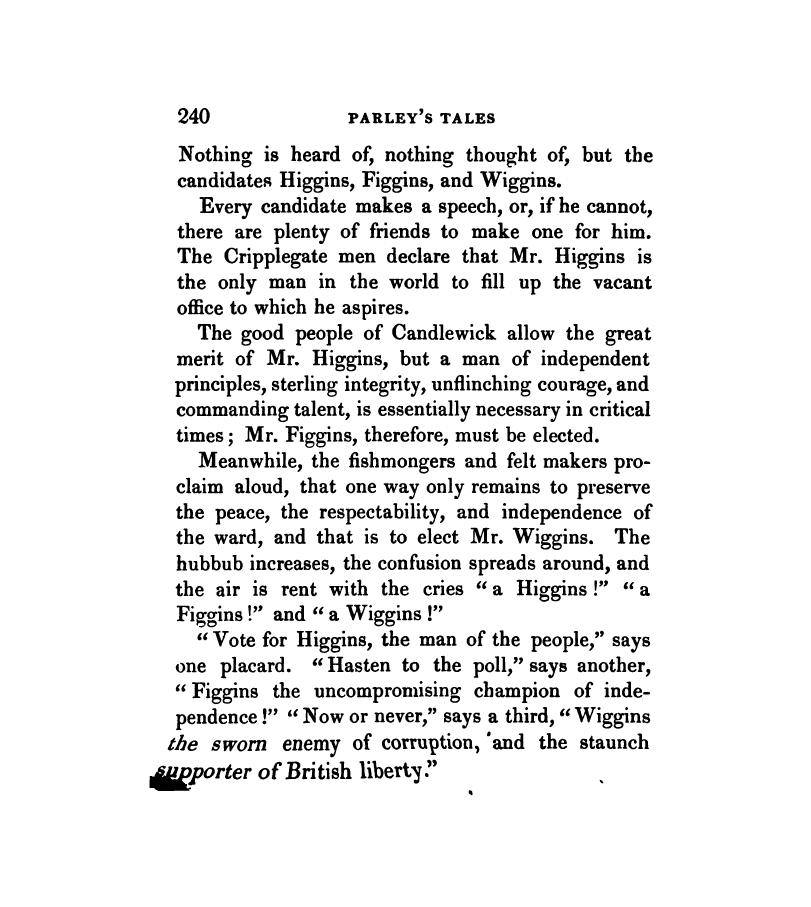 240 PARLEY'S TALES
Nothing is heard of, nothing thought of, but the
candidates Higgins, Figgins, and Wiggins.
Every candidate makes a speech, or, if he cannot,
there are plenty of friends to make one for him.
The Cripplegate men declare that Mr. Higgins is
the only man in the world to fill up the vacant
office to which he aspires.
The good people of Candlewick allow the great
merit of Mr. Higgins, but a man of independent
principles, sterling integrity, unflinching courage, and
commanding talent, is essentially necessary in critical
times; Mr. Figgins, therefore, must be elected.
Meanwhile, the fishmongers and felt makers pro-
claim aloud, that one way only remains to preserve
the peace, the respectability, and independence of
the ward, and that is to elect Mr. Wiggins. The
hubbub increases, the confusion spreads around, and
the air is rent with the cries "a Higgins!" "a
Figgins!" and "a Wiggins!"
"Vote for Higgins, the man of the people," says
one placard. "Hasten to the poll," says another,
"Figgins the uncompromising champion of inde-
pendence!" "Now or never," says a third, "Wiggins
the sworn enemy of corruption, and the staunch
supporter of British liberty."